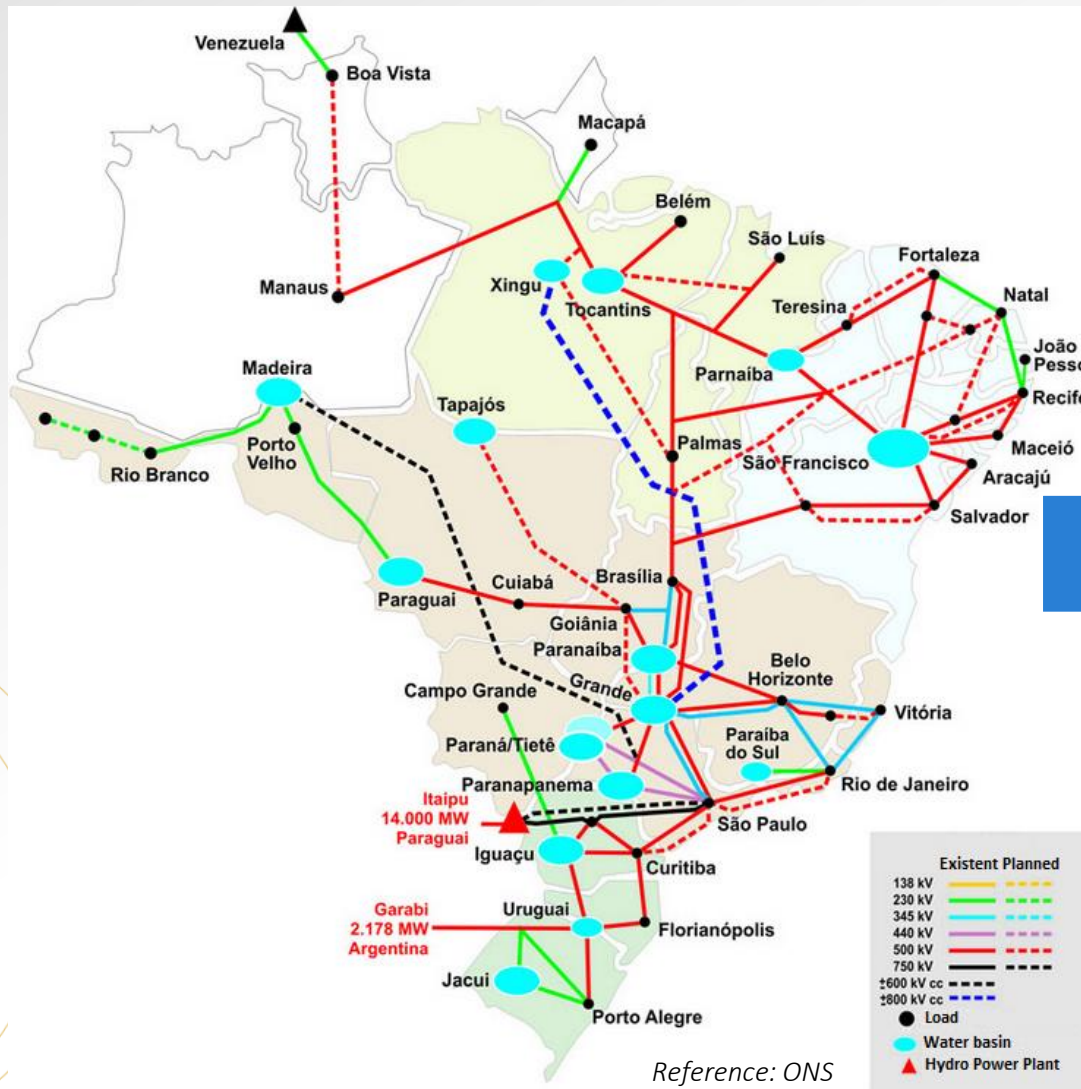 Venezuela
Boa Vista
Macapá
Belém
São Luís
Fortaleza
Xingu
Manaus
Tocantins
Teresina
Natal
João
Pesso
Parnaíba
Madeira
Recife
Tapajós
Palmas
Porto
Velho
São Francisco
Maceió
Rio Branco
Aracajú
Salvador
Brasília
Cuiabá
Paraguai
Goiânia
Paranaíba
Belo
Horizonte
Grande
Campo Grande
Vitória
Paraíba
do Sul
Paraná/Tietê
Paranapanema
Rio de Janeiro
Itaipu
14.000 MW
Paraguai
São Paulo
Iguaçu
Curitiba
Garabi
2.178 MW
Argentina
Uruguai
Florianópolis
Jacui
Porto Alegre
Existent Planned
138 kV
230 kV
345 kV
440 kV
500 kV
750 kV
±600 kV cc
±800 kV cc
Load
Water basin
Hydro Power Plant
Reference: ONS